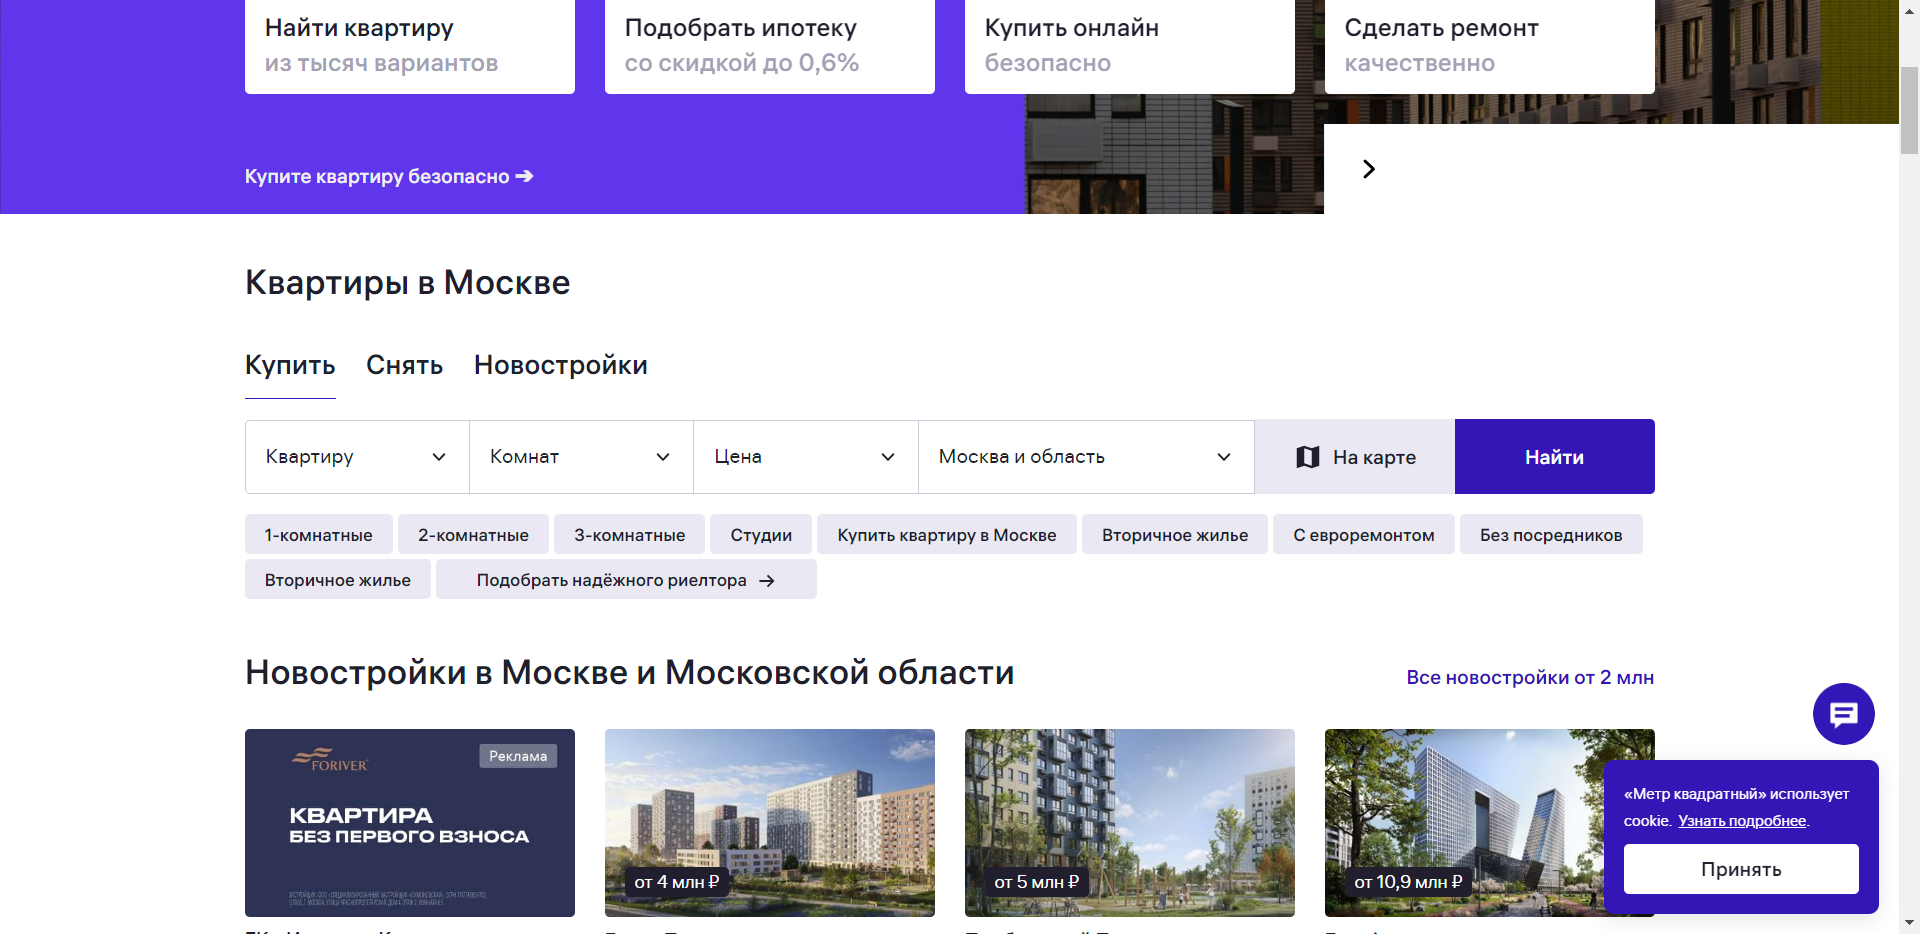 Найти квартиру
из тысяч вариантов
Подобрать ипотеку
со скидкой до 0,6%
Купить онлайн
безопасно
Сделать ремонт
качественно
Купите квартиру безопасно ➔
Квартиры в Москве
Купить Снять Новостройки
Квартиру Комнат Цена Москва и область На карте Найти
1-комнатные 2-комнатные 3-комнатные Студии Купить квартиру в Москве Вторичное жилье С евроремонтом Без посредников
Вторичное жилье Подобрать надёжного риелтора →
Новостройки в Москве и Московской области
Все новостройки от 2 млн
FORIVER
Реклама
КВАРТИРА
БЕЗ ПЕРВОГО ВЗНОСА
от 4 млн ₽
от 5 млн ₽
от 10,9 млн ₽
«Метр квадратный» использует
cookie. Узнать подробнее.
Принять